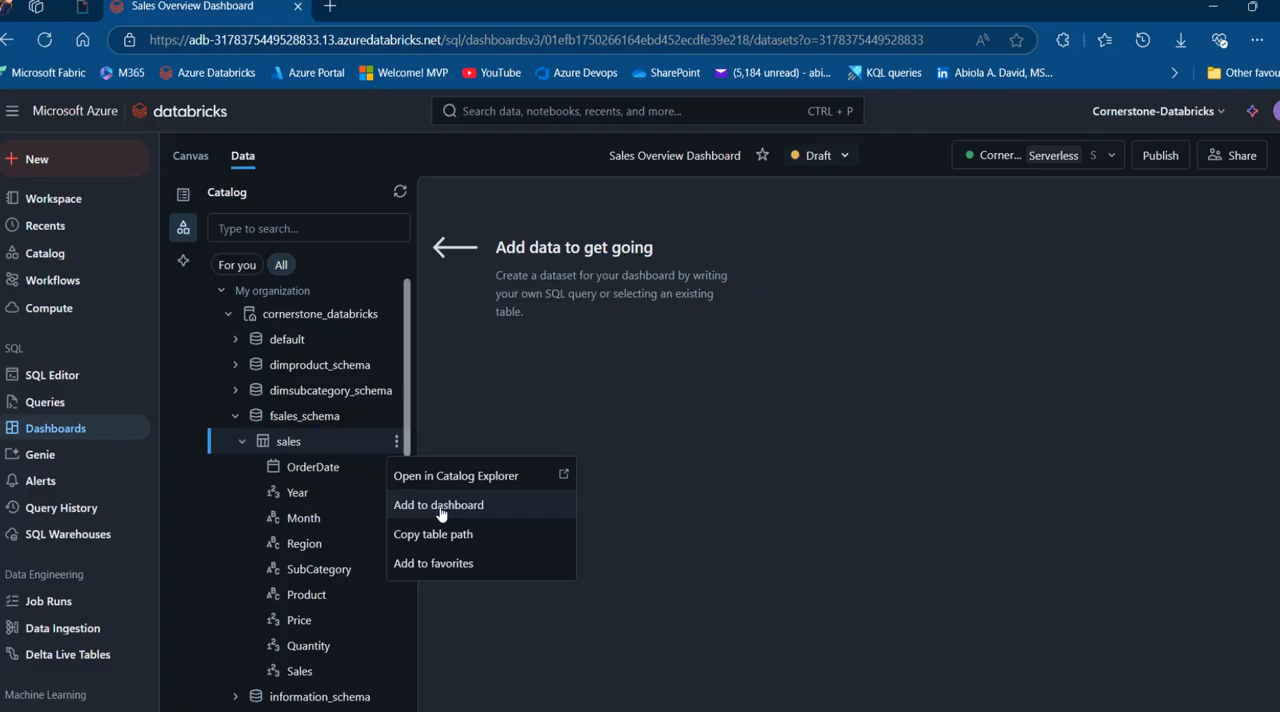 Sales Overview Dashboard
https://adb-3178375449528833.13.azuredatabricks.net/sql/dashboardsv3/01efb1750266164ebd452ecdfe39e218/datasets?o=3178375449528833
Microsoft Fabric M365 Azure Databricks Azure Portal Welcome! MVP YouTube Azure Devops SharePoint (5,184 unread) - abi... KQL queries Abiola A. David, MS... Other favou
Microsoft Azure databricks Search data, notebooks, recents, and more... CTRL + P Cornerstone-Databricks
New Canvas Data Sales Overview Dashboard Draft Corner... Serverless S Publish Share
Catalog
Workspace
Type to search...
Recents
Catalog
For you All
Workflows
My organization
Compute
cornerstone_databricks
default
SQL
dimproduct_schema
SQL Editor
dimsubcategory_schema
Queries
fsales_schema
Dashboards
sales
Genie
OrderDate
Alerts
Year
Query History
Month
SQL Warehouses
Region
SubCategory
Data Engineering
Product
Job Runs
Price
Data Ingestion
Quantity
Delta Live Tables
Sales
Machine Learning
information_schema
Open in Catalog Explorer
Add to dashboard
Copy table path
Add to favorites
Add data to get going
Create a dataset for your dashboard by writing
your own SQL query or selecting an existing
table.